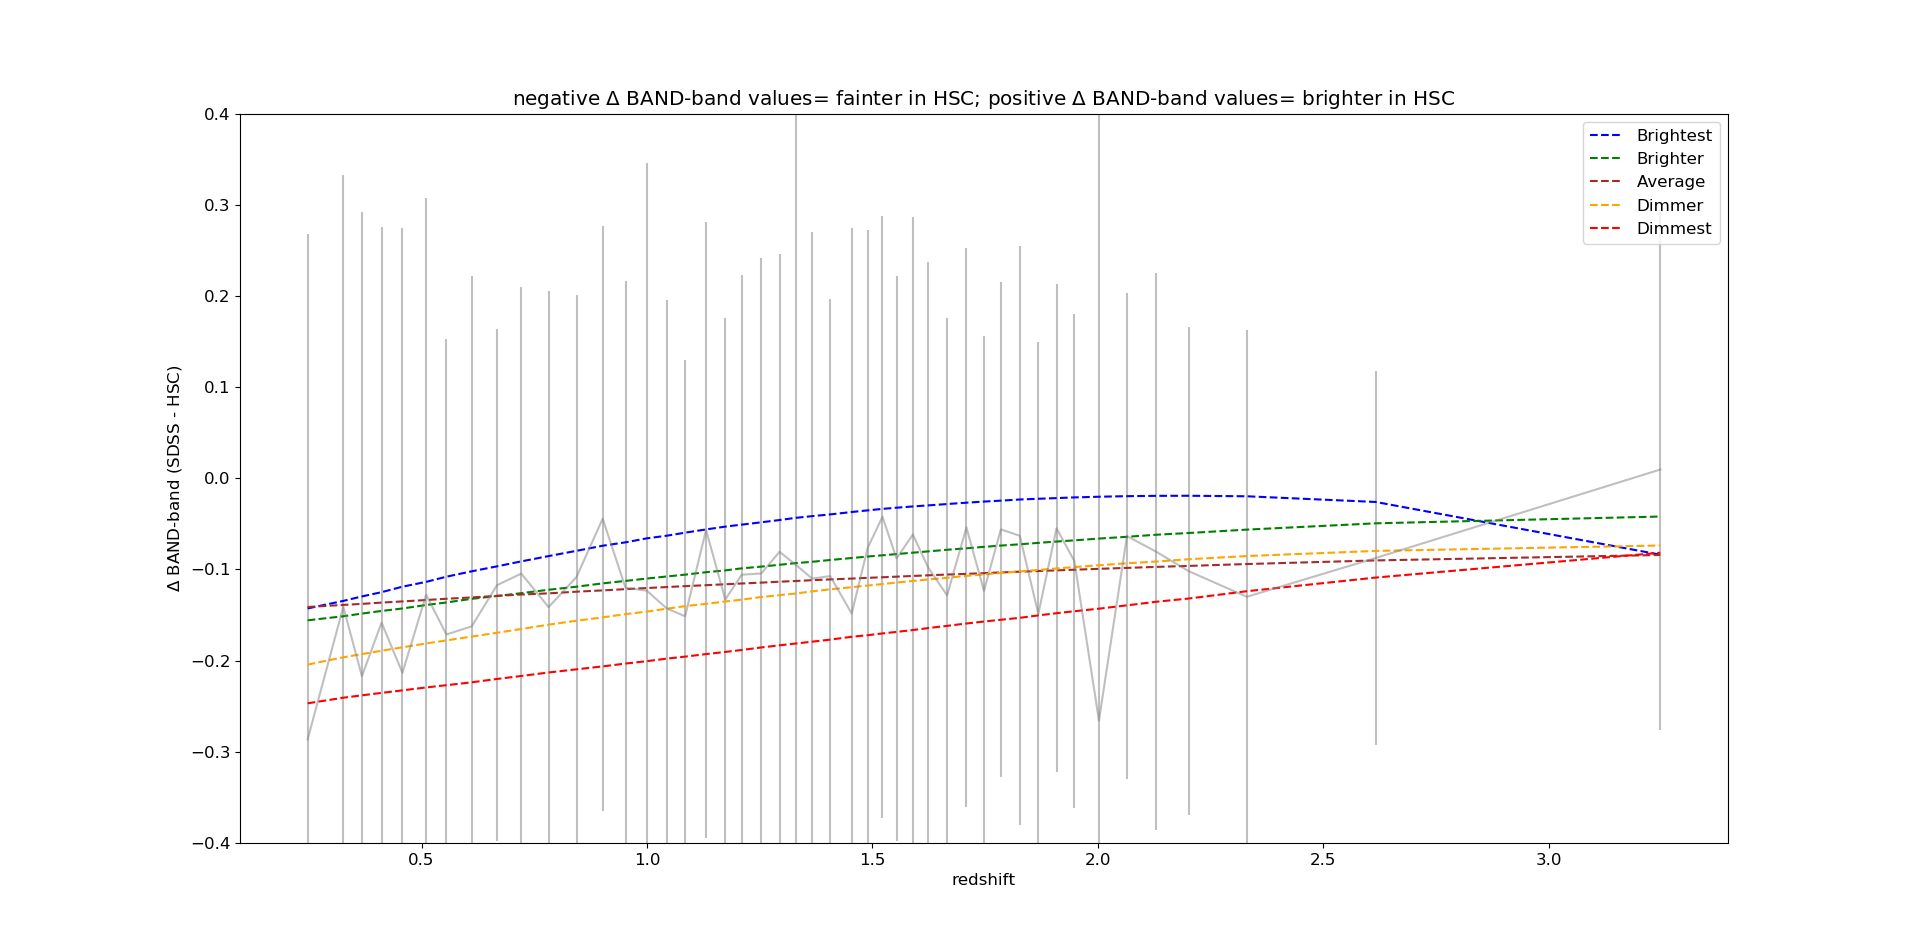 negative Δ BAND-band values= fainter in HSC; positive Δ BAND-band values= brighter in HSC
Brightest
Brighter
Average
Dimmer
Dimmest
Δ BAND-band (SDSS - HSC)
0.4
0.3
0.2
0.1
0.0
−0.1
−0.2
−0.3
−0.4
0.5 1.0 1.5 2.0 2.5 3.0
redshift